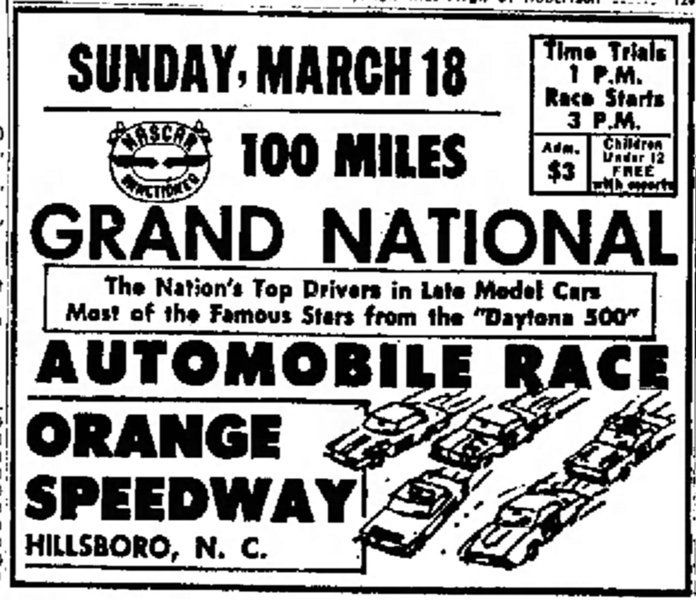 SUNDAY, MARCH 18
Time Trials
1 P.M.
Race Starts
3 P.M.
Adm.
$3
Children
Under 12
FREE
with escorts
NASCAR
SANCTIONED
100 MILES
GRAND NATIONAL
The Nation's Top Drivers in Late Model Cars
Most of the Famous Stars from the "Daytona 500"
AUTOMOBILE RACE
ORANGE
SPEEDWAY
HILLSBORO, N. C.